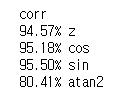 corr
94.57% z
95.18% cos
95.50% sin
80.41% atan2